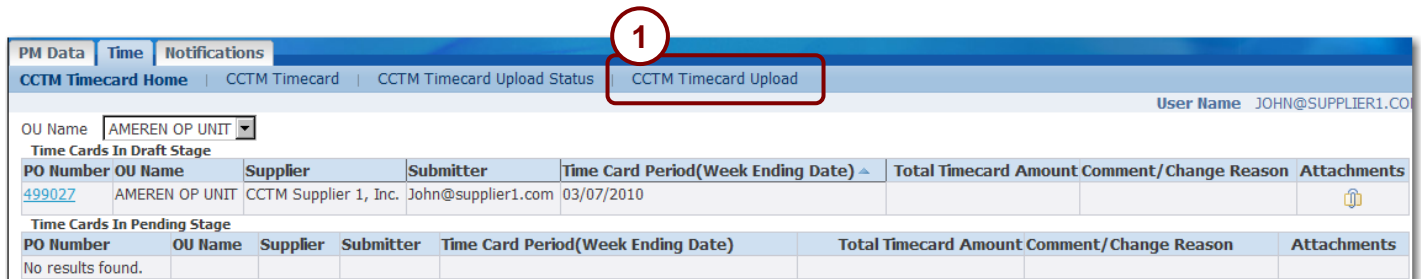 1
PM Data Time Notifications
CCTM Timecard Home | CCTM Timecard | CCTM Timecard Upload Status | CCTM Timecard Upload
User Name JOHN@SUPPLIER1.CO
OU Name AMEREN OP UNIT
Time Cards In Draft Stage
PO Number OU Name Supplier Submitter Time Card Period(Week Ending Date) Total Timecard Amount Comment/Change Reason Attachments
499027 AMEREN OP UNIT CCTM Supplier 1, Inc. John@supplier1.com 03/07/2010
Time Cards In Pending Stage
PO Number OU Name Supplier Submitter Time Card Period(Week Ending Date) Total Timecard Amount Comment/Change Reason Attachments
No results found.